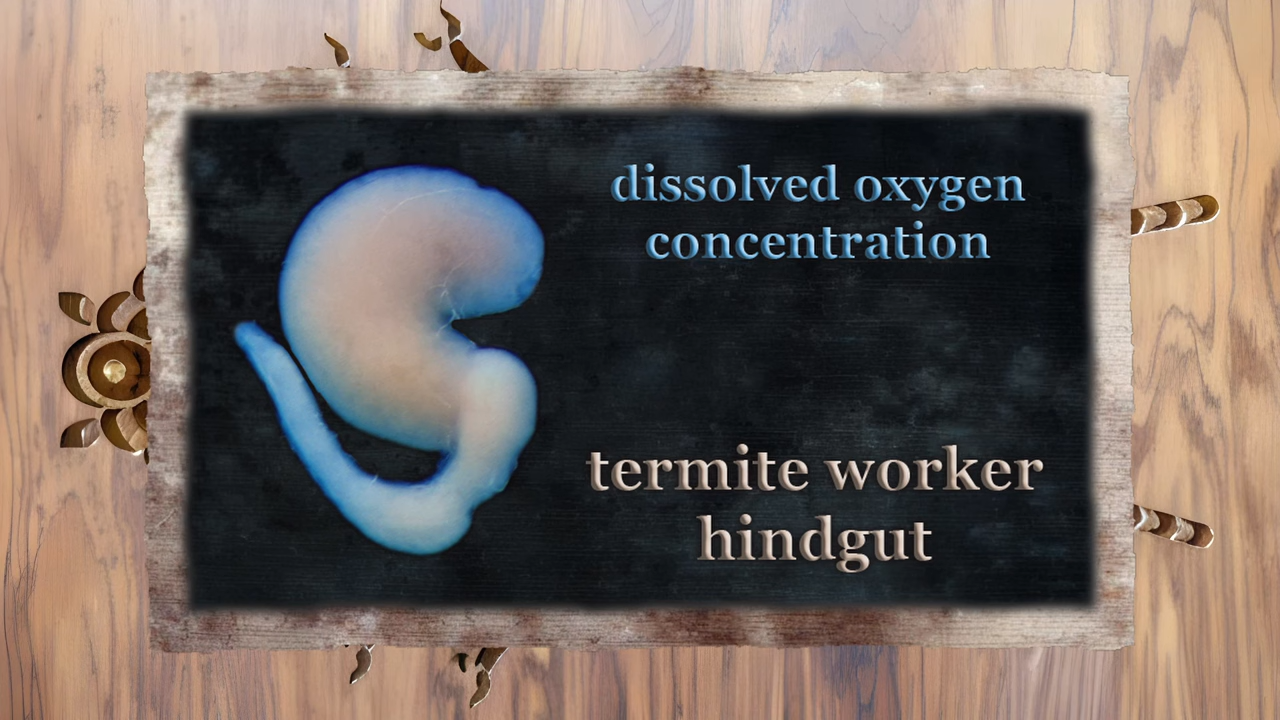 dissolved oxygen
concentration
termite worker
hindgut